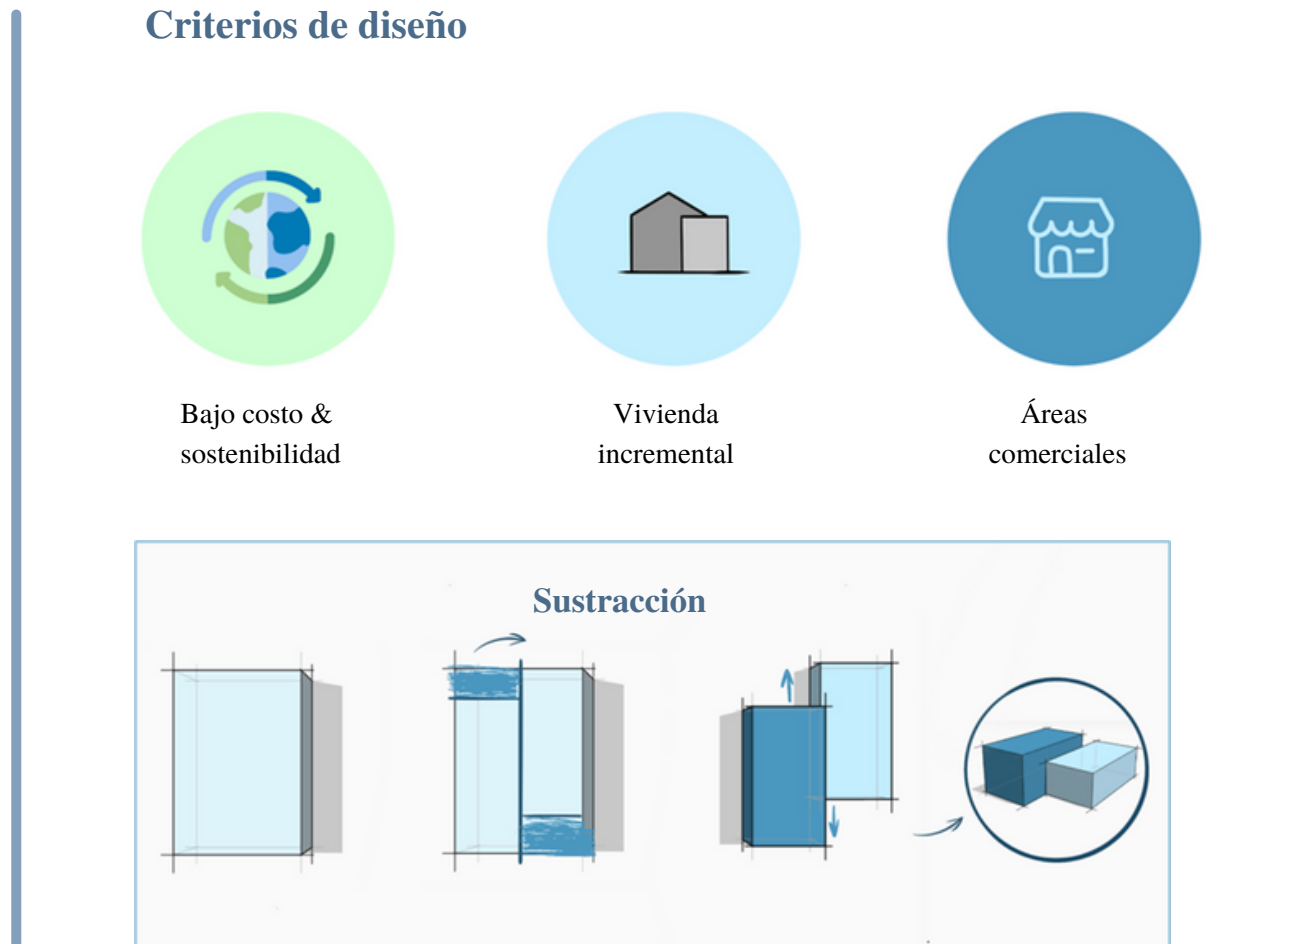 Criterios de diseño
Bajo costo &
sostenibilidad
Vivienda
incremental
Áreas
comerciales
Sustracción